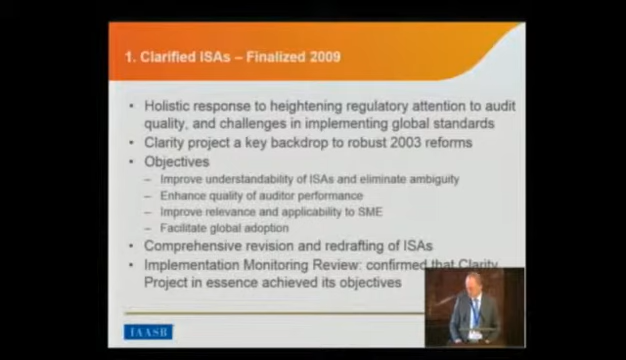 1. Clarified ISAs – Finalized 2009
• Holistic response to heightening regulatory attention to audit
quality, and challenges in implementing global standards
• Clarity project a key backdrop to robust 2003 reforms
• Objectives
– Improve understandability of ISAs and eliminate ambiguity
– Enhance quality of auditor performance
– Improve relevance and applicability to SME
– Facilitate global adoption
• Comprehensive revision and redrafting of ISAs
• Implementation Monitoring Review: confirmed that Clarity
Project in essence achieved its objectives
IAASB